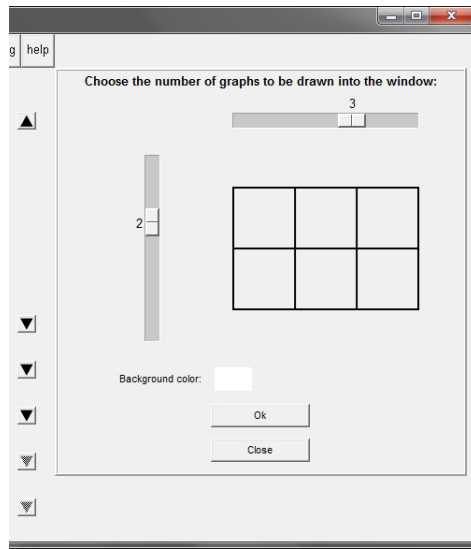 g help
Choose the number of graphs to be drawn into the window:
3
2
Background color:
Ok
Close